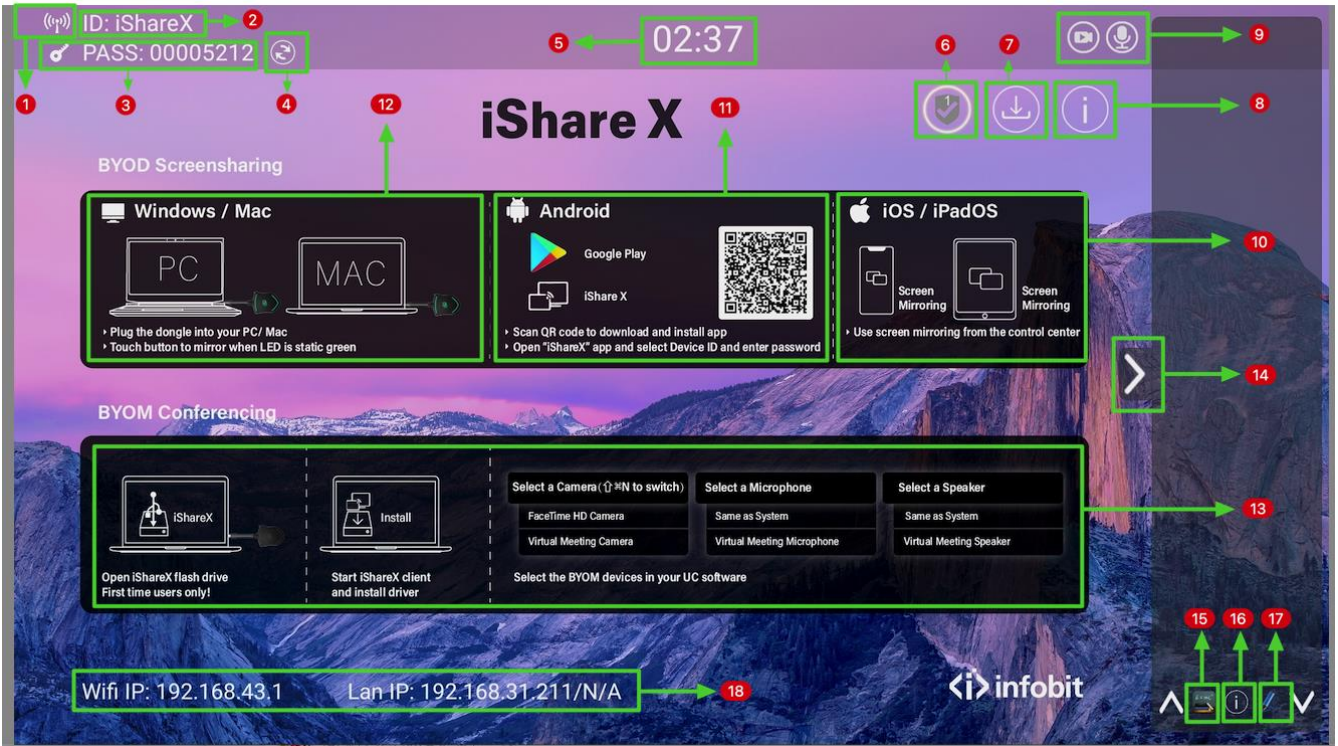 ID: iShareX
2
PASS: 00005212
5
02:37
6
7
9
1
3
4
12
iShare X
11
1
8
BYOD Screensharing
Windows / Mac
PC
MAC
▸ Plug the dongle into your PC/ Mac
▸ Touch button to mirror when LED is static green
Android
Google Play
iShare X
▸ Scan QR code to download and install app
▸ Open "iShareX" app and select Device ID and enter password
iOS / iPadOS
Screen
Mirroring
Screen
Mirroring
▸ Use screen mirroring from the control center
10
14
BYOM Conferencing
iShareX
Open iShareX flash drive
First time users only!
Install
Start iShareX client
and install driver
Select a Camera(⇧⌘N to switch)
FaceTime HD Camera
Virtual Meeting Camera
Select a Microphone
Same as System
Virtual Meeting Microphone
Select a Speaker
Same as System
Virtual Meeting Speaker
Select the BYOM devices in your UC software
13
15
16
17
Wifi IP: 192.168.43.1
Lan IP: 192.168.31.211/N/A
18
<i> infobit